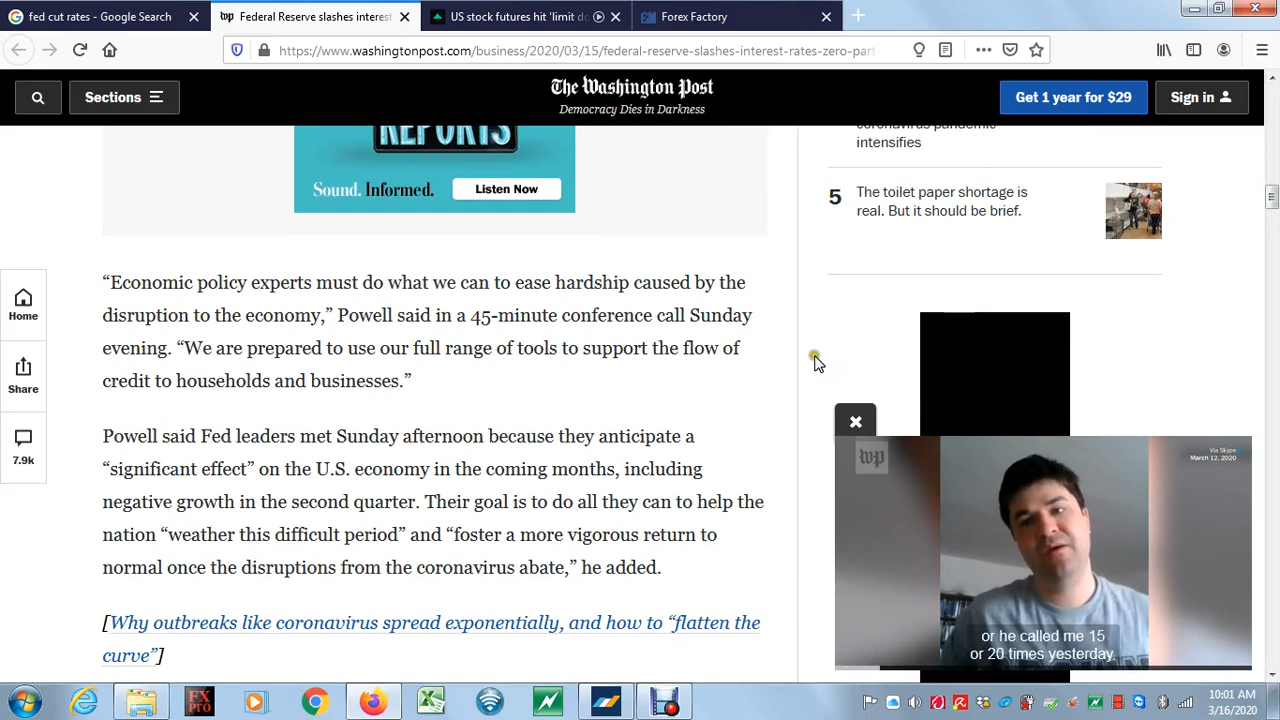 fed cut rates - Google Search
Federal Reserve slashes interest
US stock futures hit 'limit do
Forex Factory
https://www.washingtonpost.com/business/2020/03/15/federal-reserve-slashes-interest-rates-zero-part
Sections
The Washington Post
Democracy Dies in Darkness
Get 1 year for $29
Sign in
REPORTS
Sound. Informed.
Listen Now
coronavirus pandemic
intensifies
5
The toilet paper shortage is
real. But it should be brief.
Home
Share
7.9k
“Economic policy experts must do what we can to ease hardship caused by the
disruption to the economy,” Powell said in a 45-minute conference call Sunday
evening. “We are prepared to use our full range of tools to support the flow of
credit to households and businesses.”
Powell said Fed leaders met Sunday afternoon because they anticipate a
“significant effect” on the U.S. economy in the coming months, including
negative growth in the second quarter. Their goal is to do all they can to help the
nation “weather this difficult period” and “foster a more vigorous return to
normal once the disruptions from the coronavirus abate,” he added.
[Why outbreaks like coronavirus spread exponentially, and how to “flatten the
curve”]
wp
Via Skype
March 12, 2020
or he called me 15
or 20 times yesterday.
FX
PRO
10:01 AM
3/16/2020